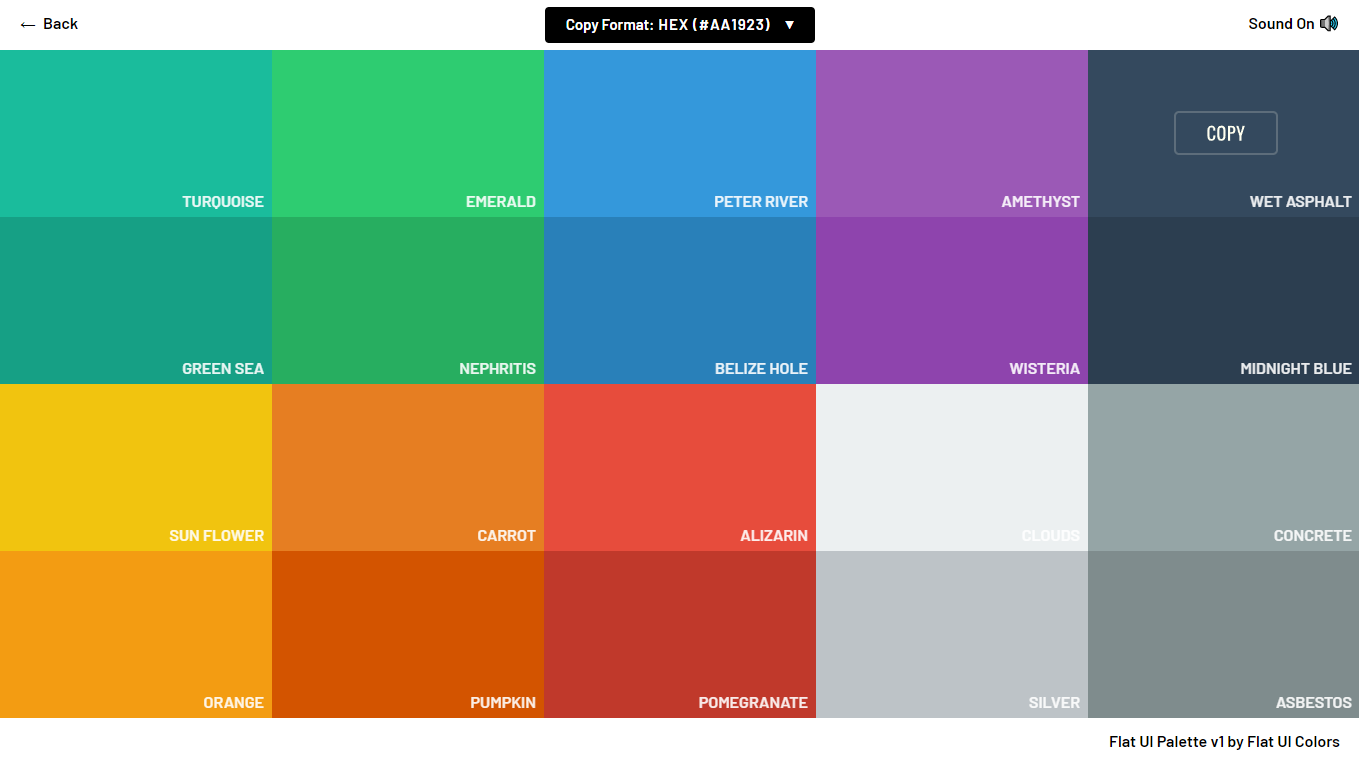 ← Back
Copy Format: HEX (#AA1923) ▼
Sound On
COPY
TURQUOISE
EMERALD
PETER RIVER
AMETHYST
WET ASPHALT
GREEN SEA
NEPHRITIS
BELIZE HOLE
WISTERIA
MIDNIGHT BLUE
SUN FLOWER
CARROT
ALIZARIN
CLOUDS
CONCRETE
ORANGE
PUMPKIN
POMEGRANATE
SILVER
ASBESTOS
Flat UI Palette v1 by Flat UI Colors